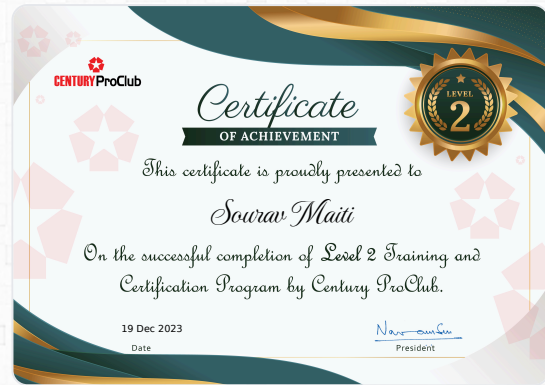 CENTURY ProClub
Certificate
OF ACHIEVEMENT
LEVEL
2
This certificate is proudly presented to
Sourav Maiti
On the successful completion of Level 2 Training and
Certification Program by Century ProClub.
19 Dec 2023
Date
President